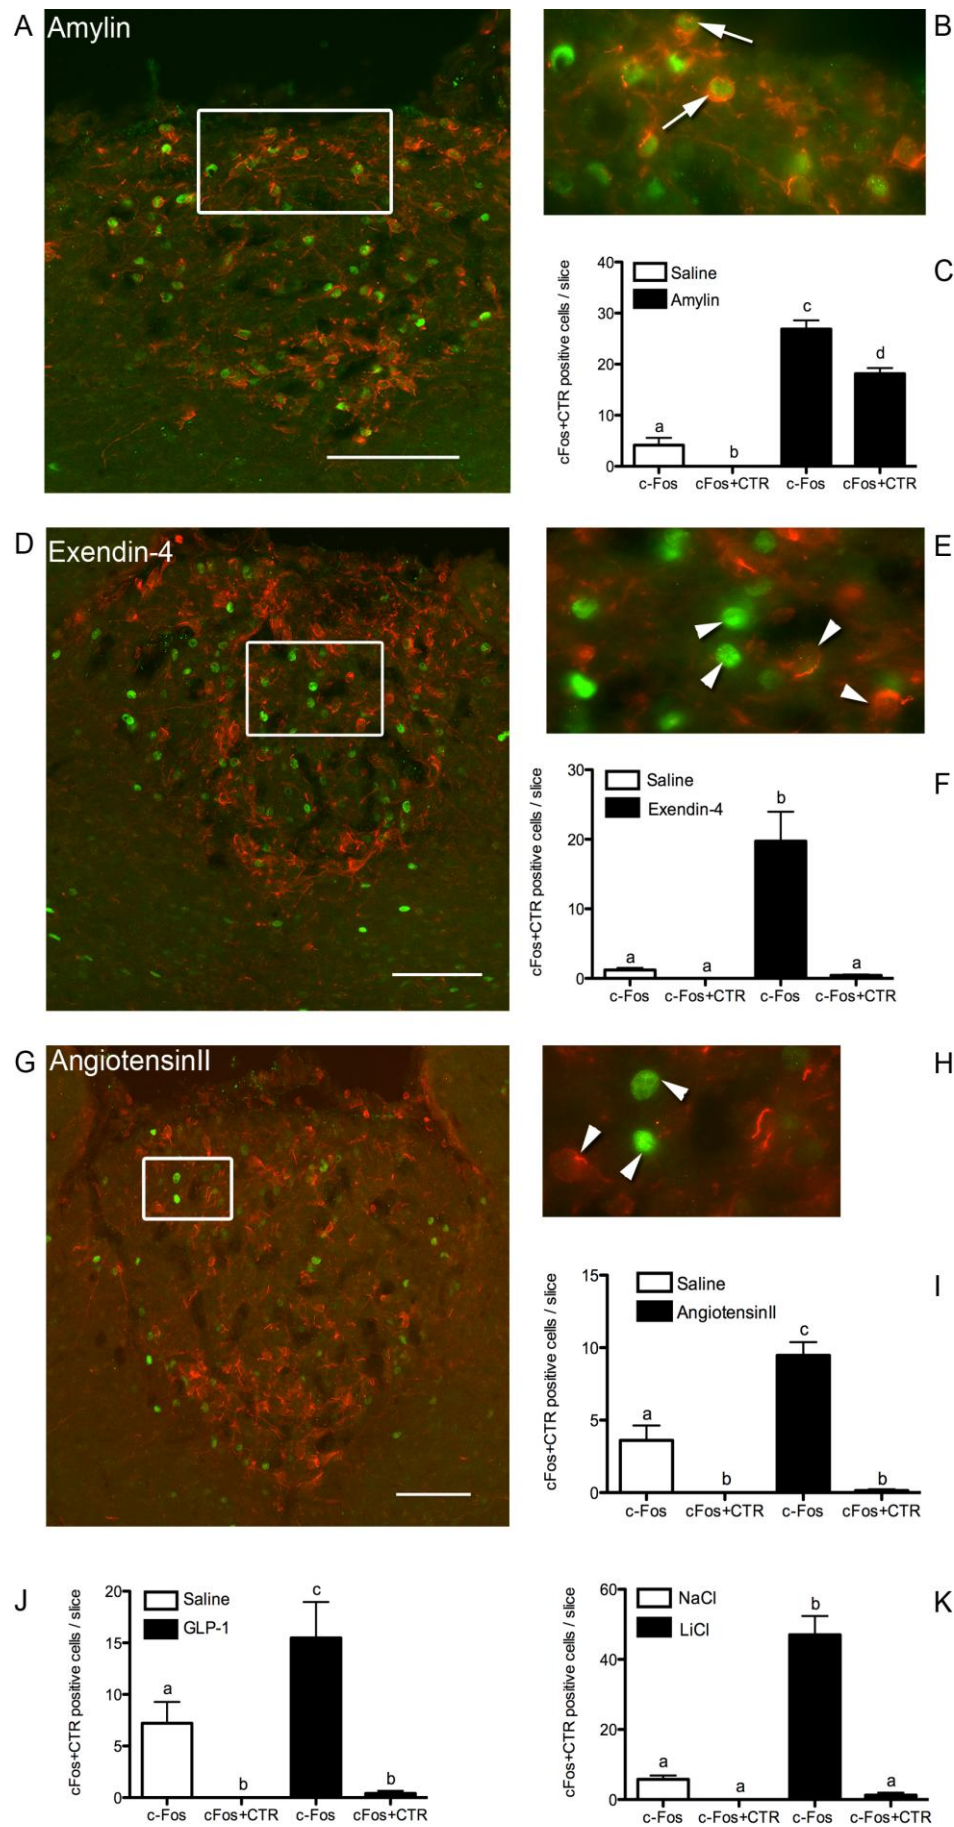 A Amylin
B
C
cFos+CTR positive cells / slice
40
30
20
10
0
Saline
Amylin
a
b
c
d
c-Fos cFos+CTR c-Fos cFos+CTR
D Exendin-4
E
F
cFos+CTR positive cells / slice
30
20
10
0
Saline
Exendin-4
a
a
b
a
c-Fos c-Fos+CTR c-Fos c-Fos+CTR
G AngiotensinII
H
I
cFos+CTR positive cells / slice
15
10
5
0
Saline
AngiotensinII
a
b
c
b
c-Fos cFos+CTR c-Fos cFos+CTR
J
cFos+CTR positive cells / slice
20
15
10
5
0
Saline
GLP-1
a
b
c
b
c-Fos cFos+CTR c-Fos cFos+CTR
K
cFos+CTR positive cells / slice
60
40
20
0
NaCl
LiCl
a
a
b
a
c-Fos c-Fos+CTR c-Fos c-Fos+CTR